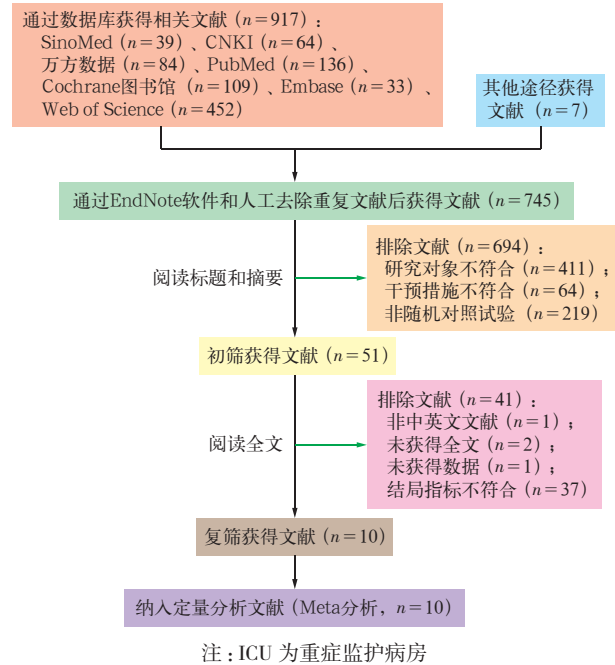 通过数据库获得相关文献（n=917）：
SinoMed（n=39）、CNKI（n=64）、
万方数据（n=84）、PubMed（n=136）、
Cochrane图书馆（n=109）、Embase（n=33）、
Web of Science（n=452）
其他途径获得
文献（n=7）
通过EndNote软件和人工去除重复文献后获得文献（n=745）
阅读标题和摘要
排除文献（n=694）：
研究对象不符合（n=411）；
干预措施不符合（n=64）；
非随机对照试验（n=219）
初筛获得文献（n=51）
阅读全文
排除文献（n=41）：
非中英文文献（n=1）；
未获得全文（n=2）；
未获得数据（n=1）；
结局指标不符合（n=37）
复筛获得文献（n=10）
纳入定量分析文献（Meta分析，n=10）
注：ICU 为重症监护病房